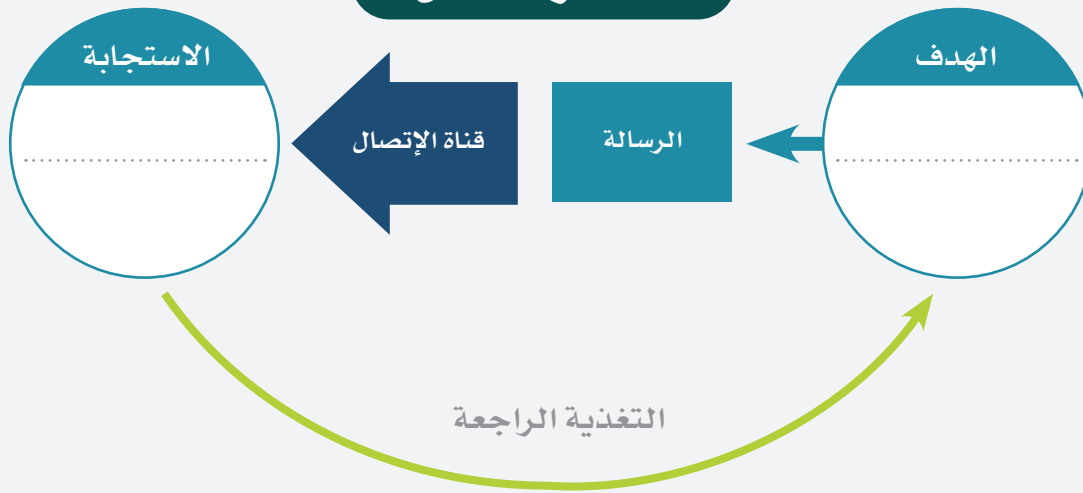 الهدف
الاستجابة
الرسالة
قناة الإتصال
التغذية الراجعة